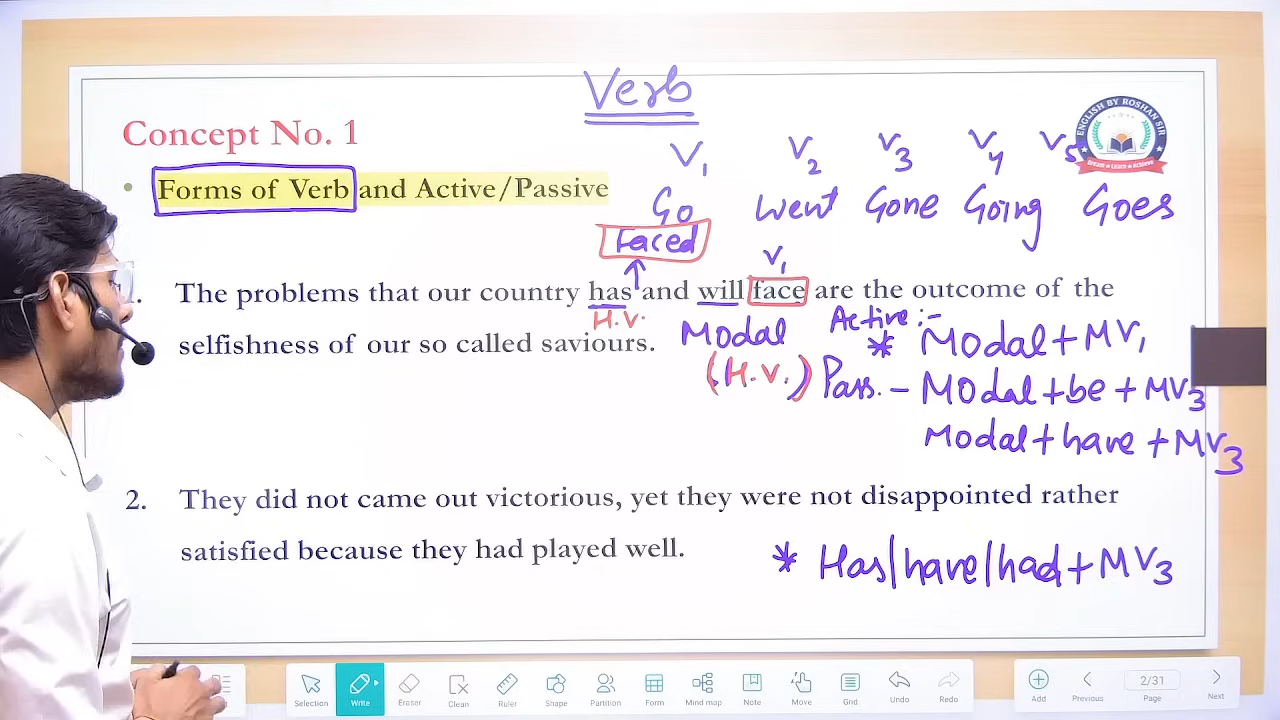 Verb
Concept No. 1
ENGLISH BY ROSHAN SIR
Dream • Learn • Achieve
V1 V2 V3 V4 V5
• Forms of Verb and Active/Passive
Go Went Gone Going Goes
Faced
V1
The problems that our country has and will face are the outcome of the
H.V. Modal Active :-
selfishness of our so called saviours.
* Modal + MV1
(H.V.) Pass. - Modal + be + MV3
Modal + have + MV3
2. They did not came out victorious, yet they were not disappointed rather
satisfied because they had played well.
* Has/have/had + MV3
Selection Write Eraser Clean Ruler Shape Partition Form Mind map Note Move Grid Undo Redo
Add Previous 2/31 Page Next